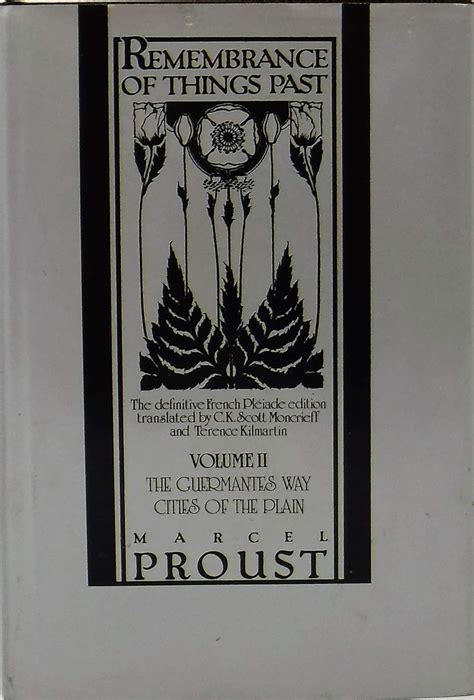 REMEMBRANCE
OF THINGS PAST
The definitive French Pléiade edition
translated by C.K. Scott Moncrieff
and Terence Kilmartin
VOLUME II
THE GUERMANTES WAY
CITIES OF THE PLAIN
MARCEL
PROUST